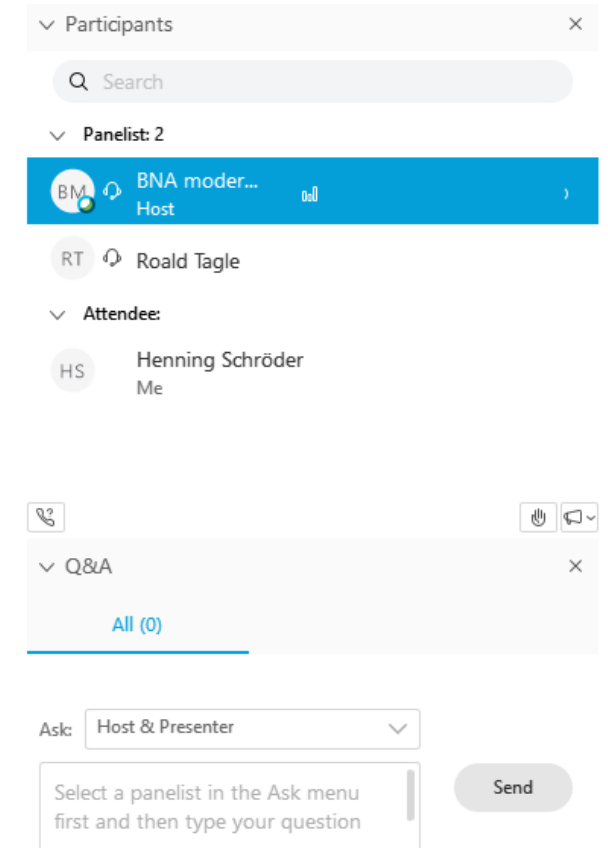 Participants
Search
Panelist: 2
BM
BNA moder...
Host
RT
Roald Tagle
Attendee:
HS
Henning Schröder
Me
Q&A
All (0)
Ask:
Host & Presenter
Select a panelist in the Ask menu
first and then type your question
Send